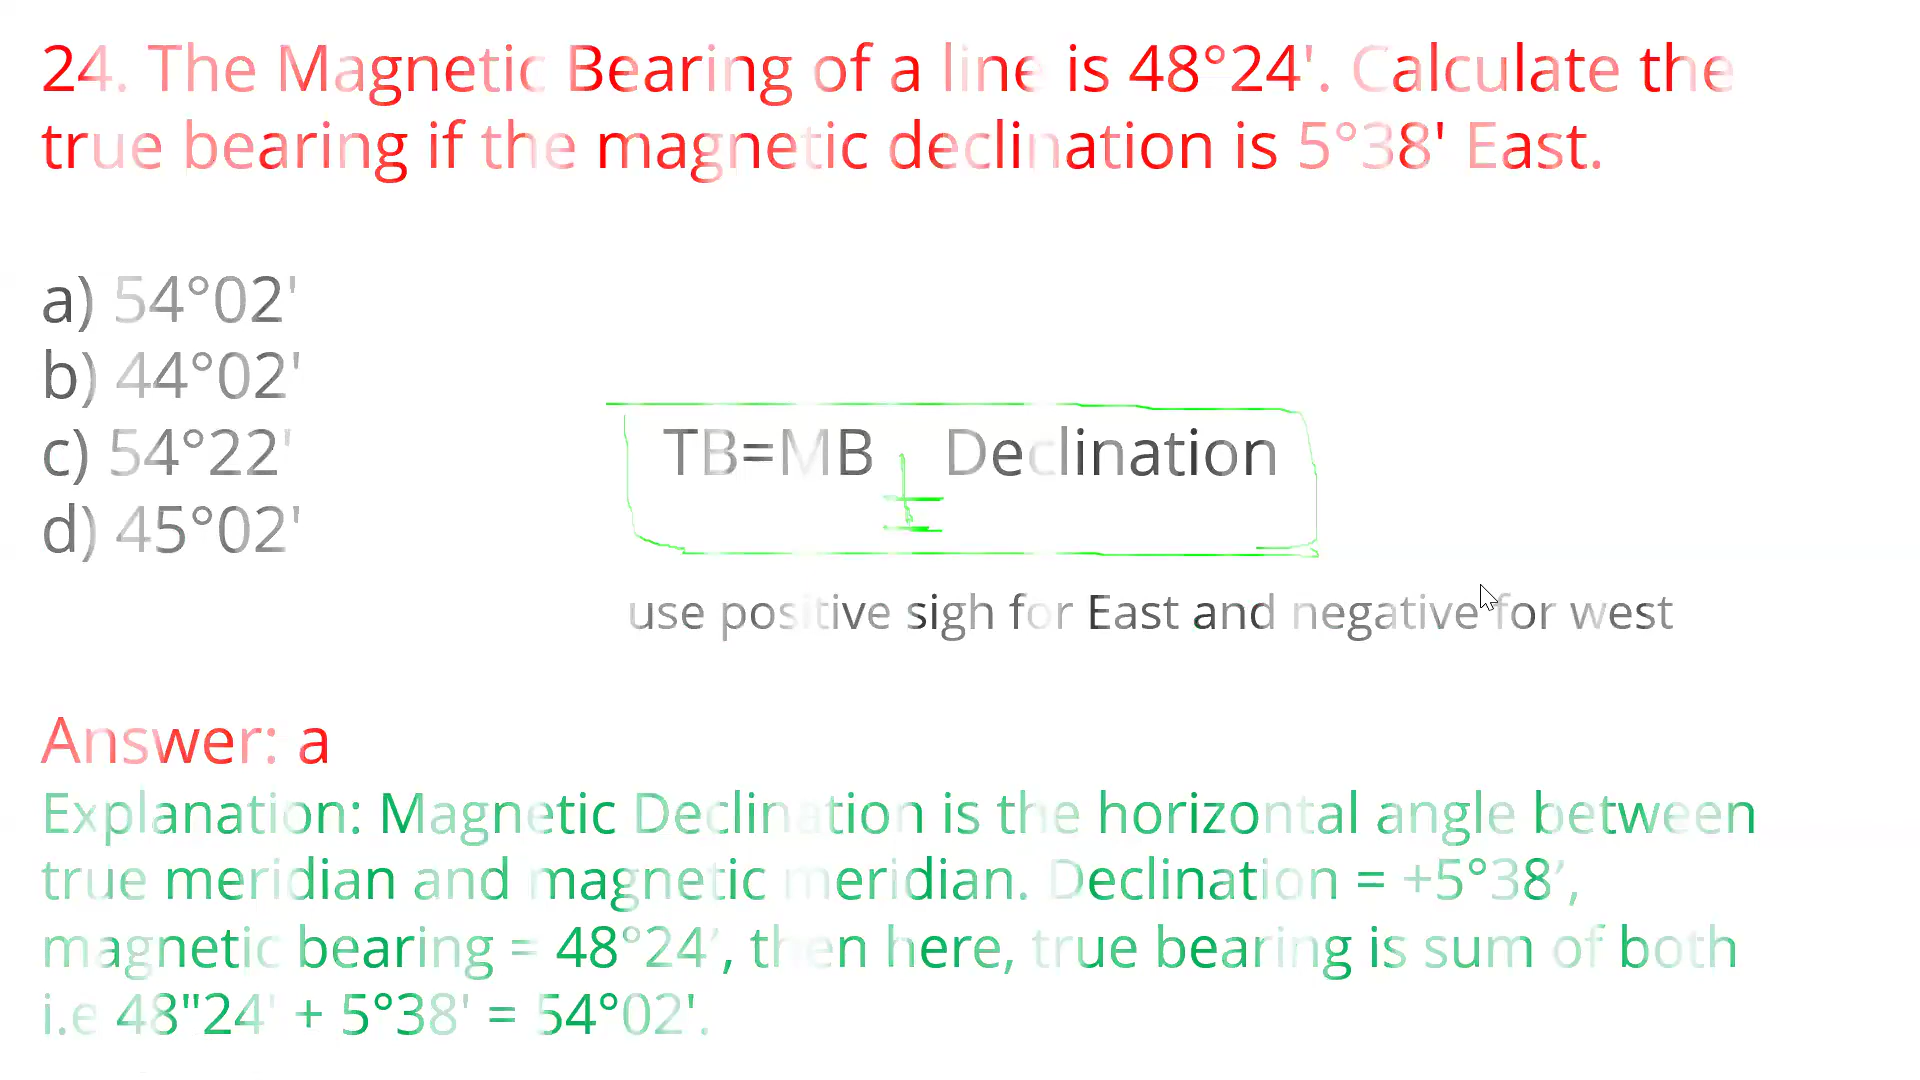 24. The Magnetic Bearing of a line is 48°24'. Calculate the
true bearing if the magnetic declination is 5°38' East.
a) 54°02'
b) 44°02'
c) 54°22'
d) 45°02'
TB=MB ± Declination
use positive sigh for East and negative for west
Answer: a
Explanation: Magnetic Declination is the horizontal angle between
true meridian and magnetic meridian. Declination = +5°38′,
magnetic bearing = 48°24′, then here, true bearing is sum of both
i.e 48"24' + 5°38' = 54°02'.